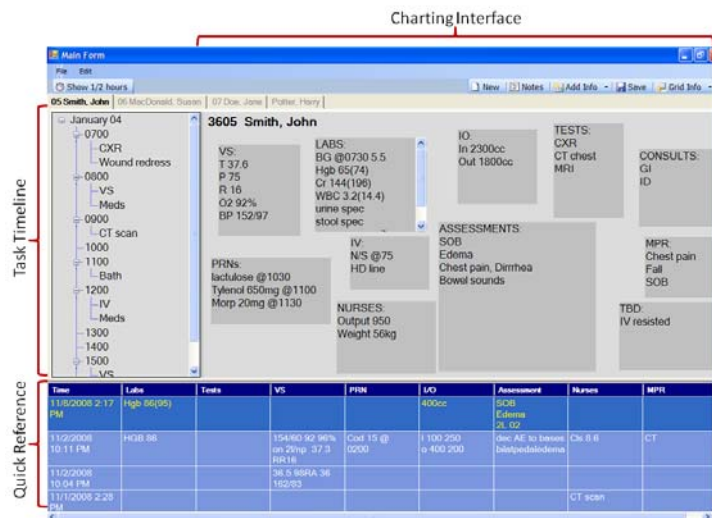 Charting Interface
Main Form
File Edit
Show 1/2 hours
New Notes Add Info Save Grid Info
05 Smith, John 06 MacDonald, Susan 07 Doe, Jane Potter, Harry
Task Timeline
January 04
0700
CXR
Wound redress
0800
VS
Meds
0900
CT scan
1000
1100
Bath
1200
IV
Meds
1300
1400
1500
VS
3605 Smith, John
VS:
T 37.6
P 75
R 16
O2 92%
BP 152/97
LABS:
BG @0730 5.5
Hgb 65(74)
Cr 144(196)
WBC 3.2(14.4)
urine spec
stool spec
IO:
In 2300cc
Out 1800cc
TESTS:
CXR
CT chest
MRI
CONSULTS:
GI
ID
PRNs:
lactulose @1030
Tylenol 650mg @1100
Morp 20mg @1130
IV:
N/S @75
HD line
NURSES:
Output 950
Weight 56kg
ASSESSMENTS:
SOB
Edema
Chest pain, Dirrhea
Bowel sounds
MPR:
Chest pain
Fall
SOB
TBD:
IV resisted
Quick Reference
Time Labs Tests VS PRN I/O Assessment Nurses MPR
11/8/2008 2:17 PM Hgb 86(95) 400cc SOB
Edema
2L 02
11/2/2008 HGB 86 154/60 92 96% Cod 15 @ I 100 250 dec AE to bases Cls 8.6 CT
10:11 PM on 2l/np 37.3 0200 o 400 200 bilatpedaledema
RR16
11/2/2008 36.5 98RA 36
10:04 PM 162/83
11/1/2008 2:28 CT scan
PM